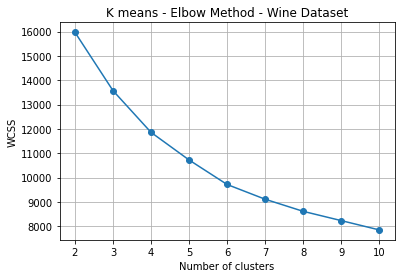 K means - Elbow Method - Wine Dataset
16000
15000
14000
13000
12000
11000
10000
9000
8000
WCSS
2 3 4 5 6 7 8 9 10
Number of clusters